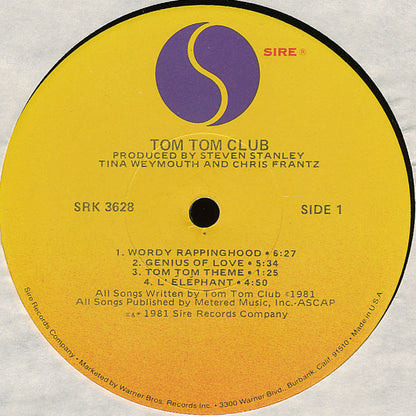 SIRE ®
TOM TOM CLUB
PRODUCED BY STEVEN STANLEY
TINA WEYMOUTH AND CHRIS FRANTZ
SRK 3628
SIDE 1
1. WORDY RAPPINGHOOD • 6:27
2. GENIUS OF LOVE • 5:34
3. TOM TOM THEME • 1:25
4. L' ELEPHANT • 4:50
All Songs Written by Tom Tom Club ©1981
All Songs Published by Metered Music, Inc.-ASCAP
1981 Sire Records Company
Sire Records Company • Marketed by Warner Bros. Records Inc. • 3300 Warner Blvd., Burbank, Calif. 91510 • Made in U.S.A.